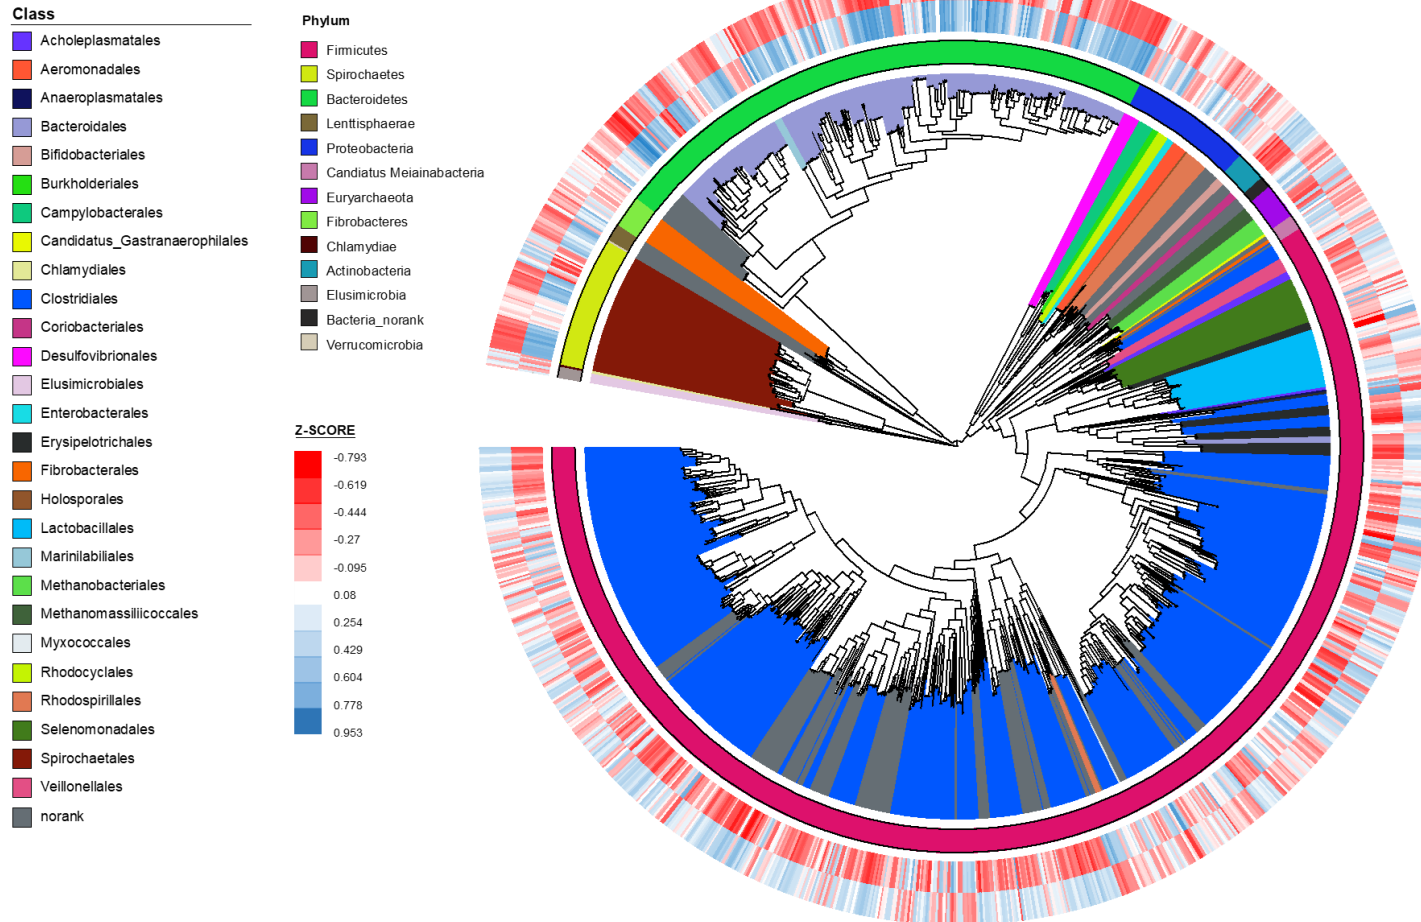 Class
Acholeplasmatales
Aeromonadales
Anaeroplasmatales
Bacteroidales
Bifidobacteriales
Burkholderiales
Campylobacterales
Candidatus_Gastranaerophilales
Chlamydiales
Clostridiales
Coriobacteriales
Desulfovibrionales
Elusimicrobiales
Enterobacterales
Erysipelotrichales
Fibrobacterales
Holosporales
Lactobacillales
Marinilabiliales
Methanobacteriales
Methanomassiliicoccales
Myxococcales
Rhodocyclales
Rhodospirillales
Selenomonadales
Spirochaetales
Veillonellales
norank
Phylum
Firmicutes
Spirochaetes
Bacteroidetes
Lenttisphaerae
Proteobacteria
Candiatus Meiainabacteria
Euryarchaeota
Fibrobacteres
Chlamydiae
Actinobacteria
Elusimicrobia
Bacteria_norank
Verrucomicrobia
Z-SCORE
-0.793
-0.619
-0.444
-0.27
-0.095
0.08
0.254
0.429
0.604
0.778
0.953